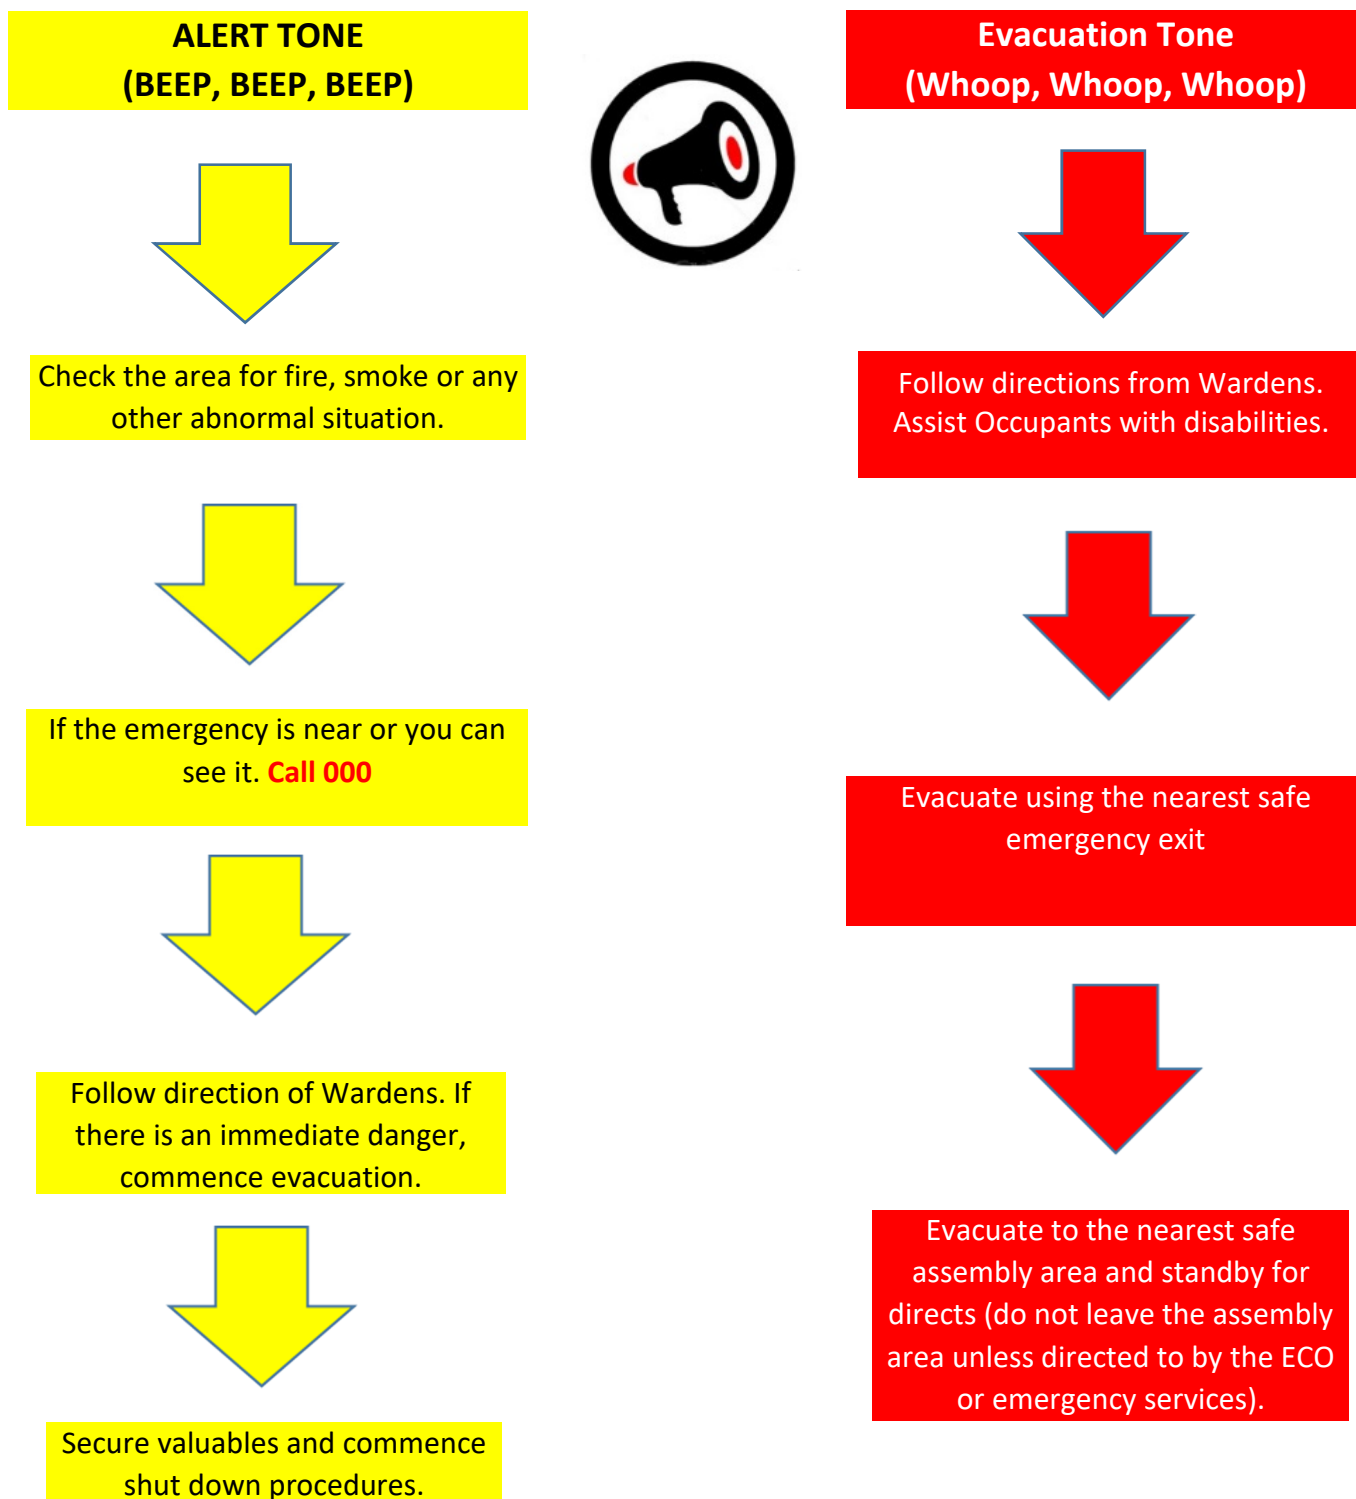 ALERT TONE
(BEEP, BEEP, BEEP)
Check the area for fire, smoke or any
other abnormal situation.
If the emergency is near or you can
see it. Call 000
Follow direction of Wardens. If
there is an immediate danger,
commence evacuation.
Secure valuables and commence
shut down procedures.
Evacuation Tone
(Whoop, Whoop, Whoop)
Follow directions from Wardens.
Assist Occupants with disabilities.
Evacuate using the nearest safe
emergency exit
Evacuate to the nearest safe
assembly area and standby for
directs (do not leave the assembly
area unless directed to by the ECO
or emergency services).